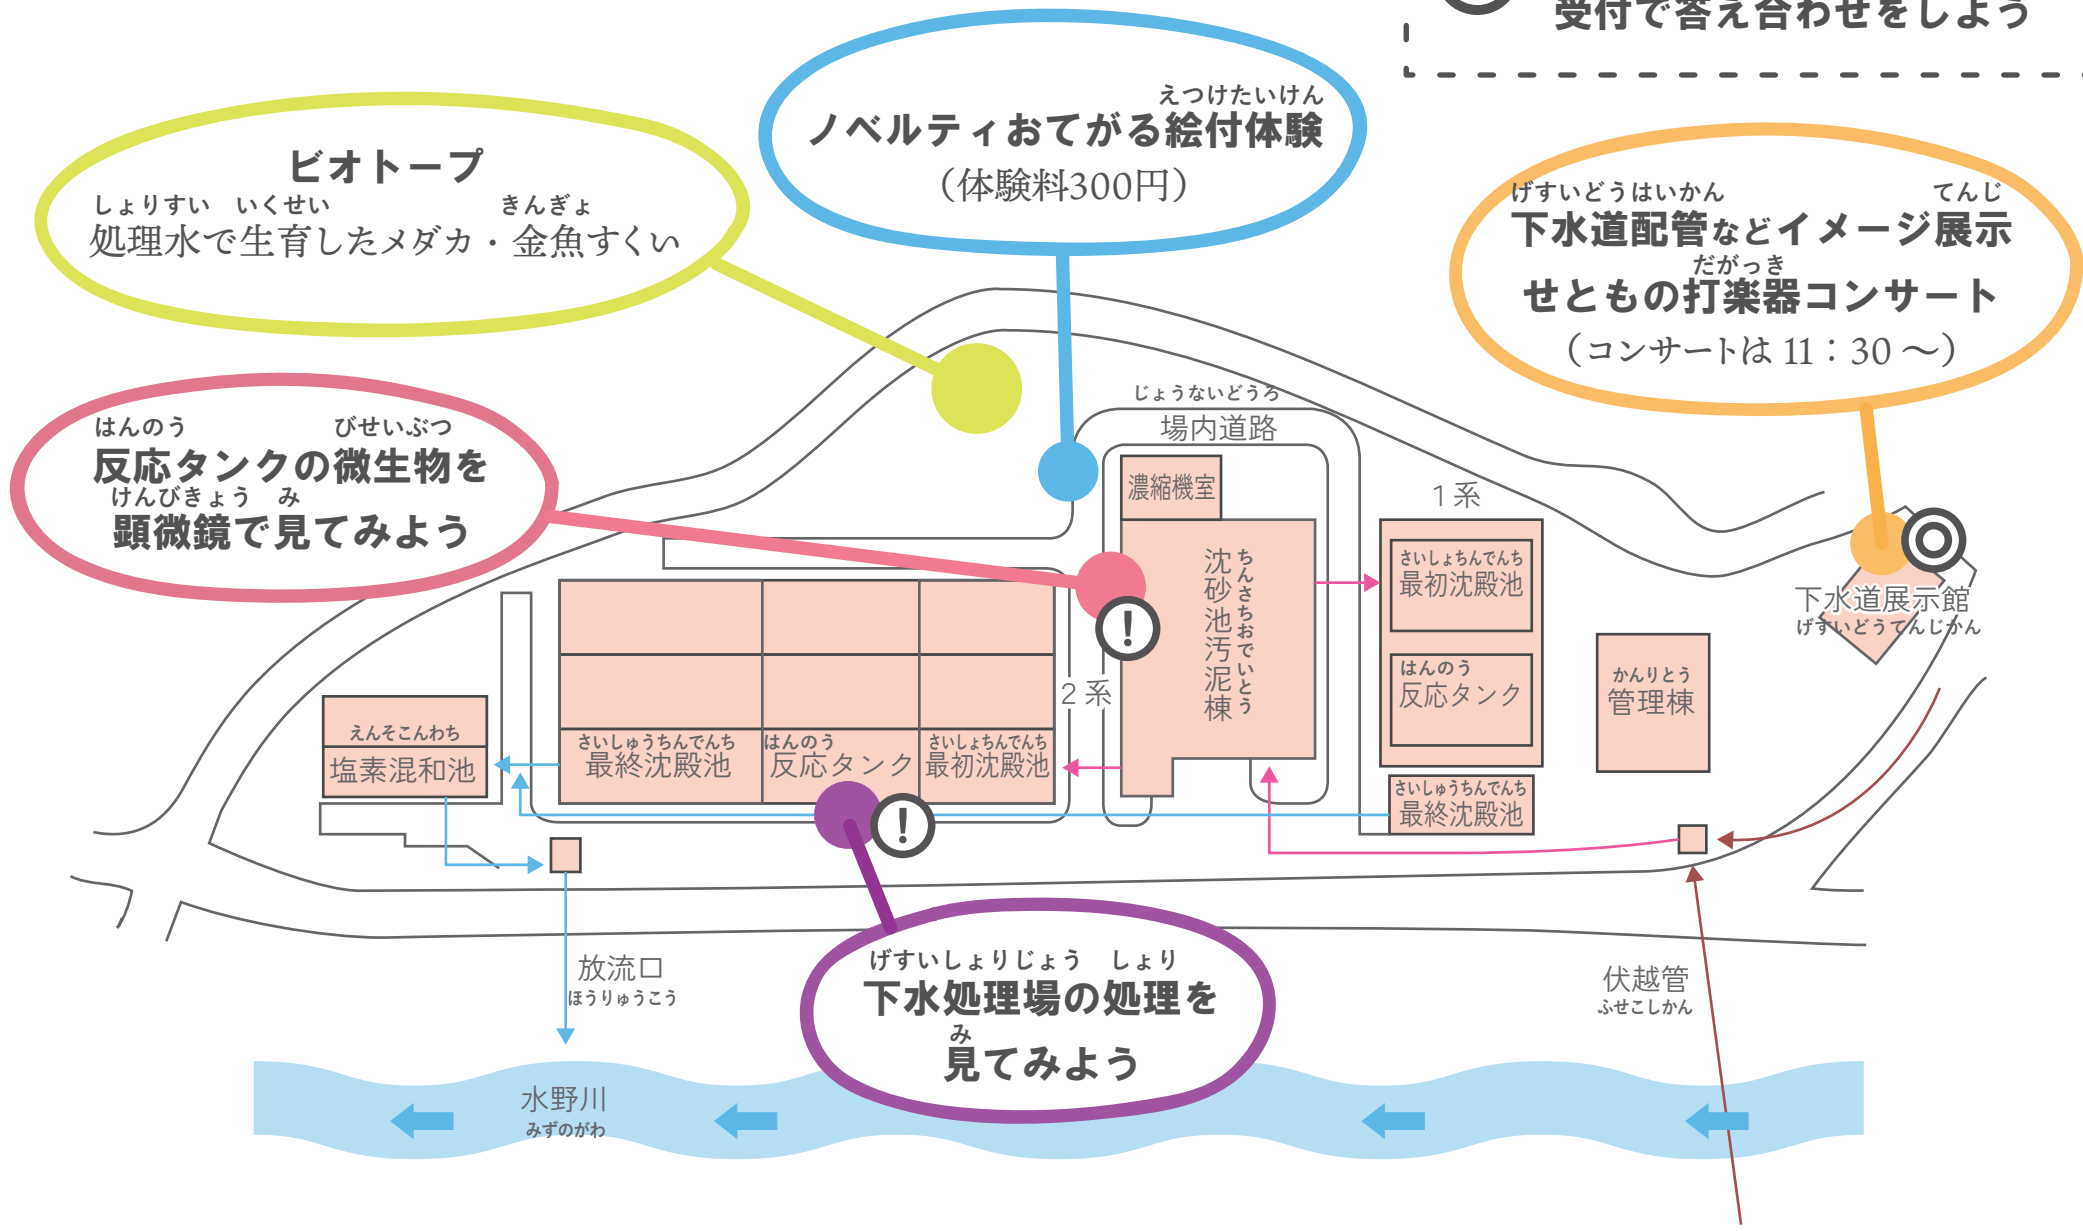 受付で答え合わせをしよう
えつけたいけん
ノベルティおてがる絵付体験
（体験料300円）
ビオトープ
しょりすい いくせい きんぎょ
処理水で生育したメダカ・金魚すくい
げすいどうはいかん てんじ
下水道配管などイメージ展示
だがっき
せともの打楽器コンサート
（コンサートは 11：30 ～）
はんのう びせいぶつ
反応タンクの微生物を
けんびきょう み
顕微鏡で見てみよう
じょうないどうろ
場内道路
濃縮機室
ちんさちおでいとう
沈砂池汚泥棟
1系
さいしょちんでんち
最初沈殿池
はんのう
反応タンク
さいしゅうちんでんち
最終沈殿池
かんりとう
管理棟
下水道展示館
げすいどうてんじかん
2系
えんそこんわち
塩素混和池
さいしゅうちんでんち
最終沈殿池
はんのう
反応タンク
さいしょちんでんち
最初沈殿池
!
!
げすいしょりじょう しょり
下水処理場の処理を
み
見てみよう
放流口
ほうりゅうこう
伏越管
ふせこしかん
水野川
みずのがわ